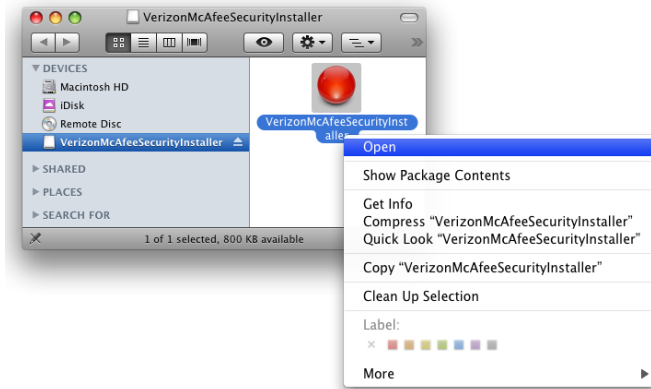 VerizonMcAfeeSecurityInstaller
DEVICES
Macintosh HD
iDisk
Remote Disc
VerizonMcAfeeSecurityInstaller
SHARED
PLACES
SEARCH FOR
VerizonMcAfeeSecurityInst
aller
1 of 1 selected, 800 KB available
Open
Show Package Contents
Get Info
Compress “VerizonMcAfeeSecurityInstaller”
Quick Look “VerizonMcAfeeSecurityInstaller”
Copy “VerizonMcAfeeSecurityInstaller”
Clean Up Selection
Label:
More